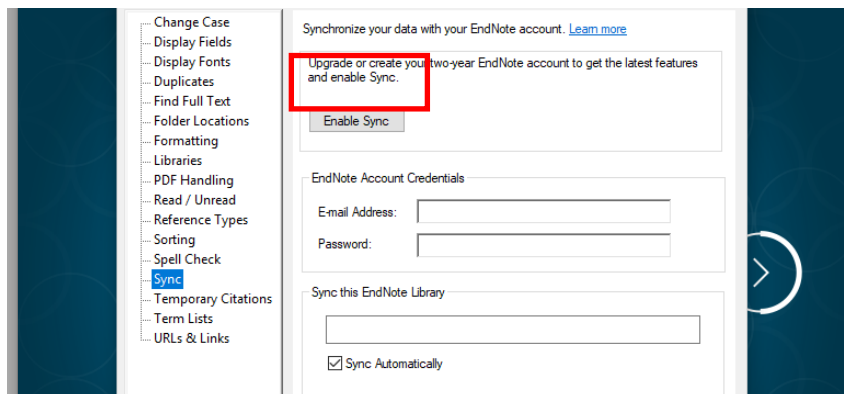 Change Case
Display Fields
Display Fonts
Duplicates
Find Full Text
Folder Locations
Formatting
Libraries
PDF Handling
Read / Unread
Reference Types
Sorting
Spell Check
Sync
Temporary Citations
Term Lists
URLs & Links
Synchronize your data with your EndNote account. Learn more
Upgrade or create your two-year EndNote account to get the latest features
and enable Sync.
Enable Sync
EndNote Account Credentials
E-mail Address:
Password:
Sync this EndNote Library
Sync Automatically